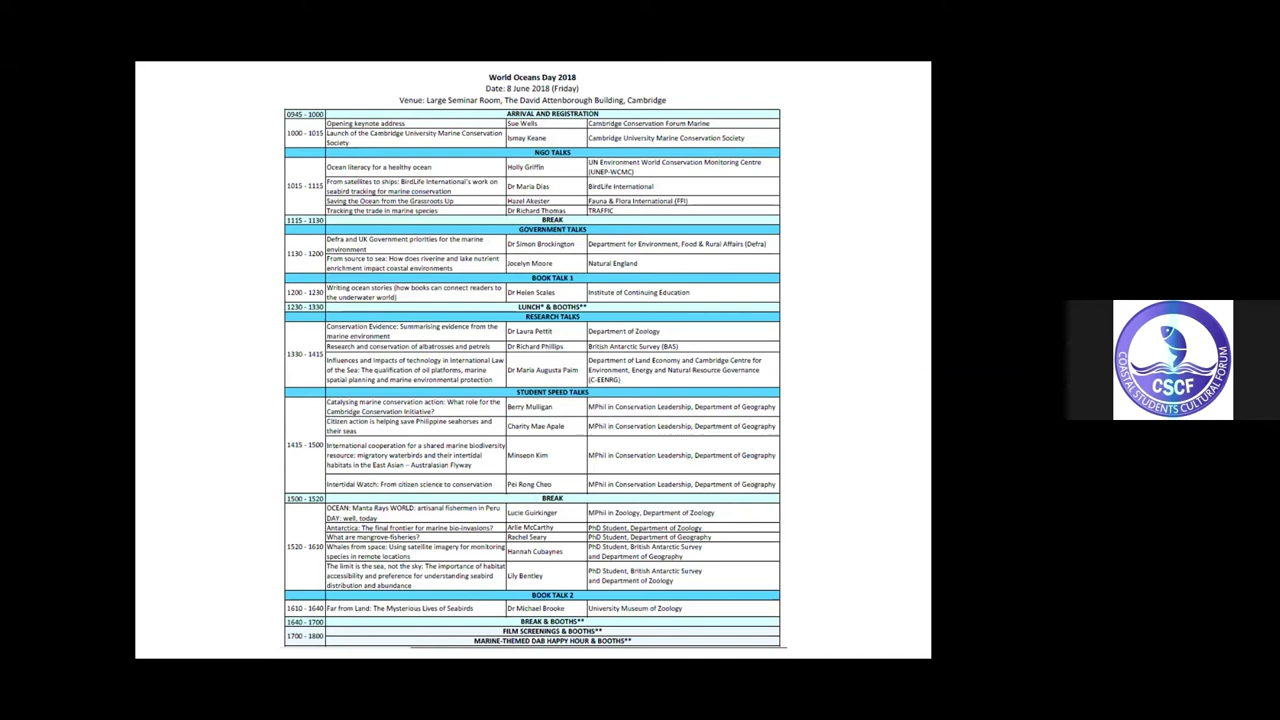 World Oceans Day 2018
Date: 8 June 2018 (Friday)
Venue: Large Seminar Room, The David Attenborough Building, Cambridge
0945 - 1000 ARRIVAL AND REGISTRATION
Opening keynote address Sue Wells Cambridge Conservation Forum Marine
1000 - 1015 Launch of the Cambridge University Marine Conservation
Society Ismay Keane Cambridge University Marine Conservation Society
NGO TALKS
1015 - 1115
Ocean literacy for a healthy ocean Holly Griffin UN Environment World Conservation Monitoring Centre
(UNEP-WCMC)
From satellites to ships: BirdLife International's work on
seabird tracking for marine conservation Dr Maria Dias BirdLife International
Saving the Ocean from the Grassroots Up Hazel Akester Fauna & Flora International (FFI)
Tracking the trade in marine species Dr Richard Thomas TRAFFIC
1115 - 1130 BREAK
GOVERNMENT TALKS
1130 - 1200
Defra and UK Government priorities for the marine
environment Dr Simon Brockington Department for Environment, Food & Rural Affairs (Defra)
From source to sea: How does riverine and lake nutrient
enrichment impact coastal environments Jocelyn Moore Natural England
BOOK TALK 1
1200 - 1230 Writing ocean stories (how books can connect readers to
the underwater world) Dr Helen Scales Institute of Continuing Education
1230 - 1330 LUNCH* & BOOTHS**
RESEARCH TALKS
1330 - 1415
Conservation Evidence: Summarising evidence from the
marine environment Dr Laura Pettit Department of Zoology
Research and conservation of albatrosses and petrels Dr Richard Phillips British Antarctic Survey (BAS)
Influences and impacts of technology in International Law
of the Sea: The qualification of oil platforms, marine
spatial planning and marine environmental protection Dr Maria Augusta Paim Department of Land Economy and Cambridge Centre for
Environment, Energy and Natural Resource Governance
(C-EENRG)
STUDENT SPEED TALKS
1415 - 1500
Catalysing marine conservation action: What role for the
Cambridge Conservation Initiative? Berry Mulligan MPhil in Conservation Leadership, Department of Geography
Citizen action is helping save Philippine seahorses and
their seas Charity Mae Apale MPhil in Conservation Leadership, Department of Geography
International cooperation for a shared marine biodiversity
resource: migratory waterbirds and their intertidal
habitats in the East Asian – Australasian Flyway Minseon Kim MPhil in Conservation Leadership, Department of Geography
Intertidal Watch: From citizen science to conservation Pei Rong Cheo MPhil in Conservation Leadership, Department of Geography
1500 - 1520 BREAK
1520 - 1610
OCEAN: Manta Rays WORLD: artisanal fishermen in Peru
DAY: well, today Lucie Guirkinger MPhil in Zoology, Department of Zoology
Antarctica: The final frontier for marine bio-invasions? Arlie McCarthy PhD Student, Department of Zoology
What are mangrove-fisheries? Rachel Seary PhD Student, Department of Geography
Whales from space: Using satellite imagery for monitoring
species in remote locations Hannah Cubaynes PhD Student, British Antarctic Survey
and Department of Geography
The limit is the sea, not the sky: The importance of habitat
accessibility and preference for understanding seabird
distribution and abundance Lily Bentley PhD Student, British Antarctic Survey
and Department of Zoology
BOOK TALK 2
1610 - 1640 Far from Land: The Mysterious Lives of Seabirds Dr Michael Brooke University Museum of Zoology
1640 - 1700 BREAK & BOOTHS**
1700 - 1800 FILM SCREENINGS & BOOTHS**
MARINE-THEMED DAB HAPPY HOUR & BOOTHS**
CSCF
COASTAL STUDENTS CULTURAL FORUM